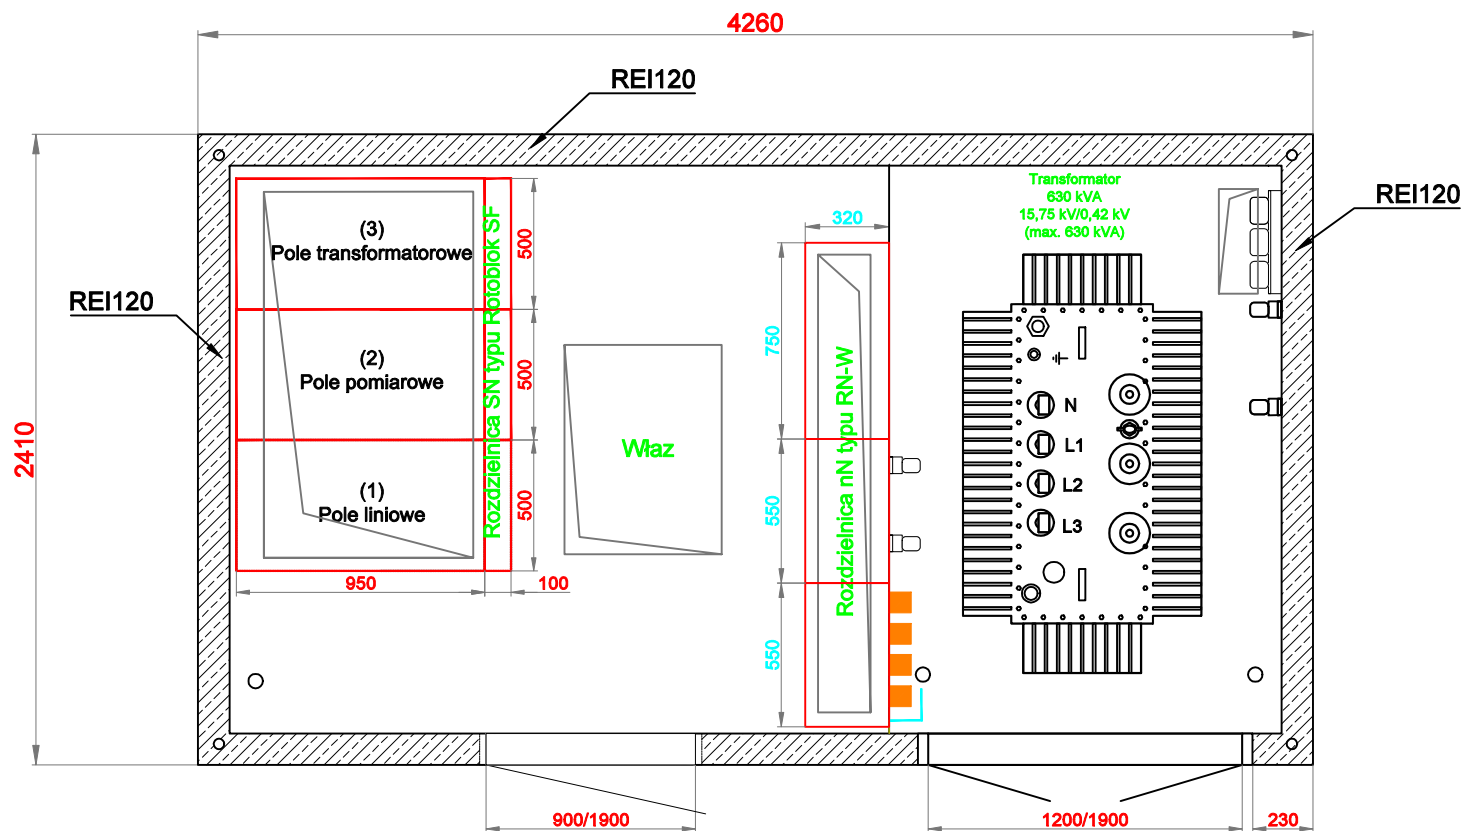 4260
REI120
REI120
REI120
2410
Transformator
630 kVA
15,75 kV/0,42 kV
(max. 630 kVA)
(3)
Pole transformatorowe
(2)
Pole pomiarowe
(1)
Pole liniowe
Rozdzielnica SN typu Rotoblok SF
500
500
500
950
100
Właz
320
750
550
550
Rozdzielnica nN typu RN-W
N
L1
L2
L3
900/1900
1200/1900
230